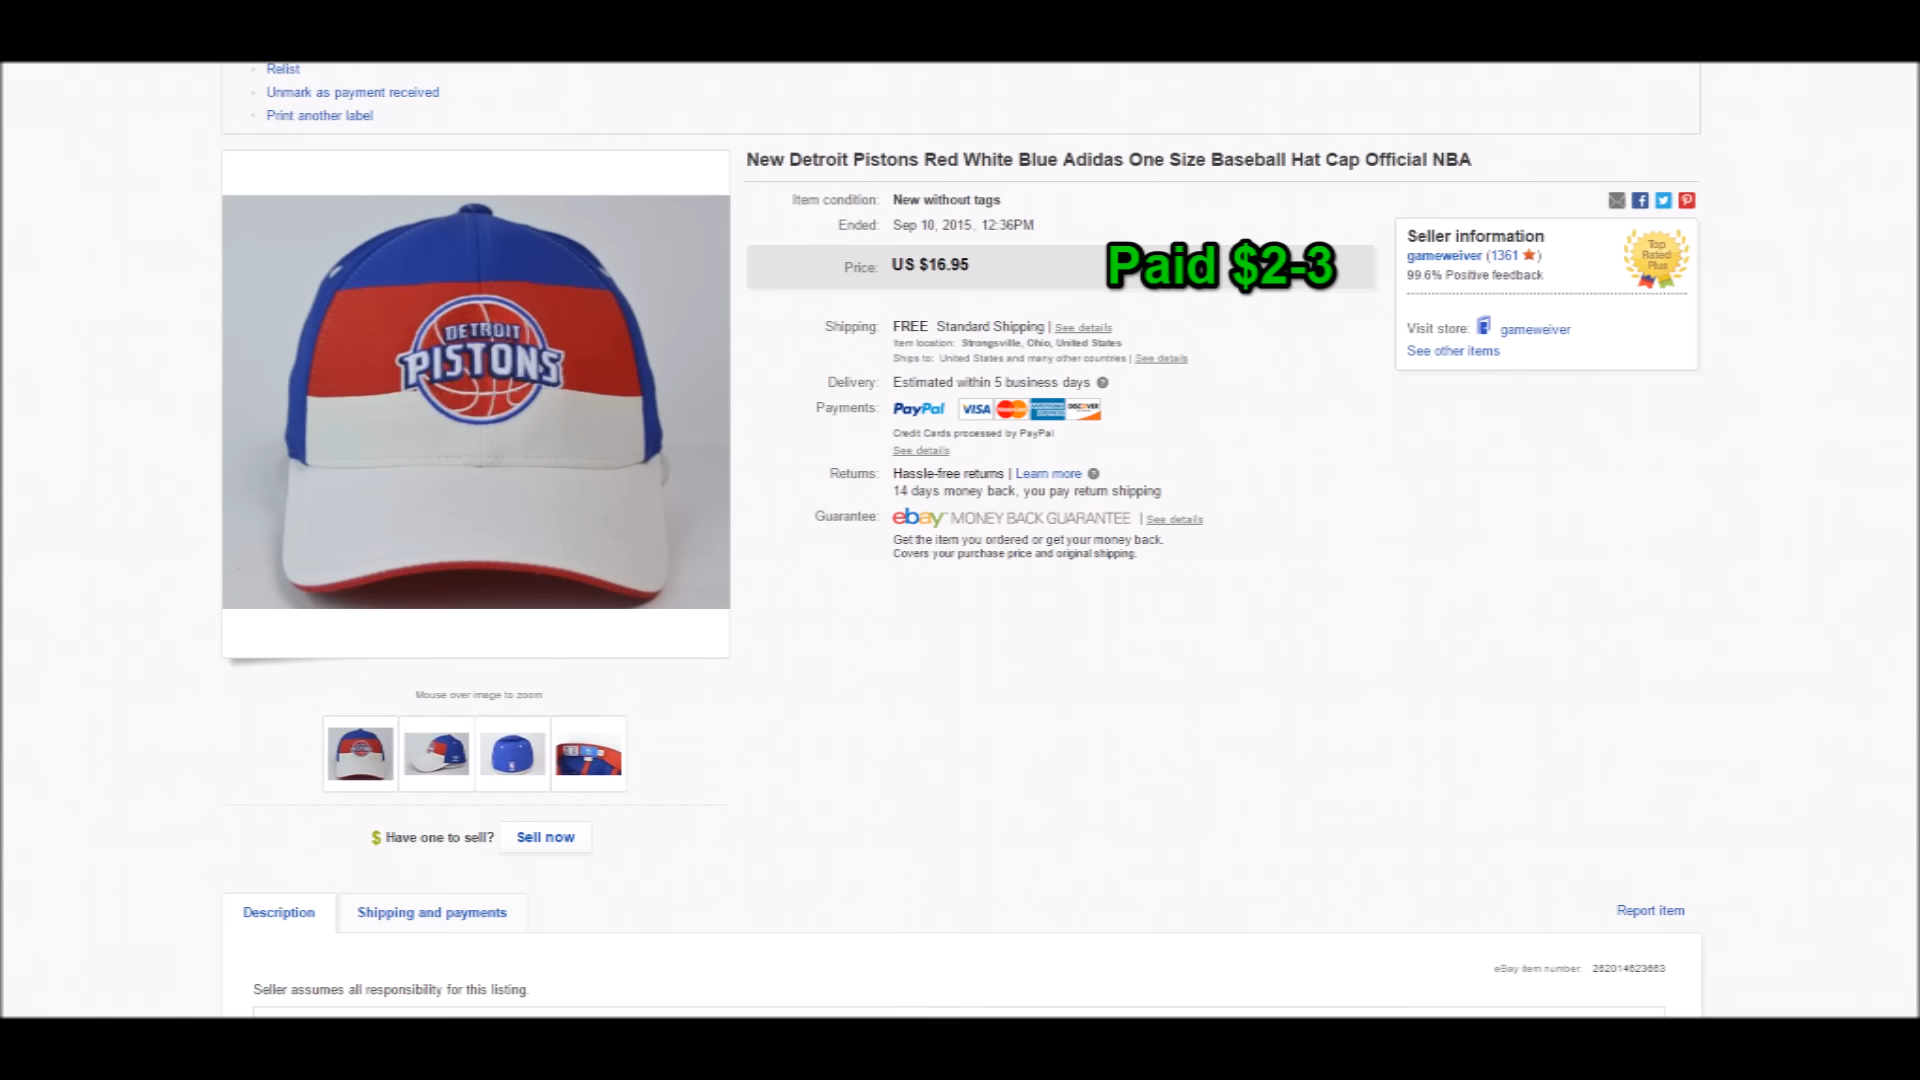 Relist
Unmark as payment received
Print another label
New Detroit Pistons Red White Blue Adidas One Size Baseball Hat Cap Official NBA
Item condition: New without tags
Ended: Sep 10, 2015, 12:36PM
Price: US $16.95
Paid $2-3
Shipping: FREE Standard Shipping | See details
Item location: Strongsville, Ohio, United States
Ships to: United States and many other countries | See details
Delivery: Estimated within 5 business days
Payments: PayPal VISA MasterCard AMERICAN EXPRESS DISCOVER
Credit Cards processed by PayPal
See details
Returns: Hassle-free returns | Learn more
14 days money back, you pay return shipping
Guarantee: ebay MONEY BACK GUARANTEE | See details
Get the item you ordered or get your money back.
Covers your purchase price and original shipping.
Seller information
gameweiver (1361)
99.6% Positive feedback
Top
Rated
Plus
Visit store: gameweiver
See other items
DETROIT
PISTONS
Mouse over image to zoom
$ Have one to sell? Sell now
Description
Shipping and payments
Report item
eBay item number: 262014623663
Seller assumes all responsibility for this listing.